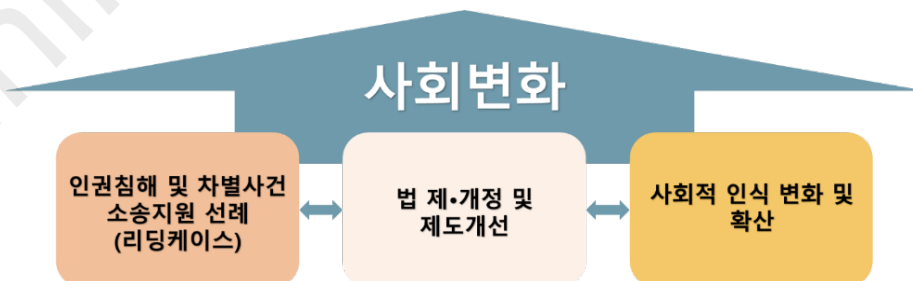 사회변화
인권침해 및 차별사건
소송지원 선례
(리딩케이스)
법 제•개정 및
제도개선
사회적 인식 변화 및
확산